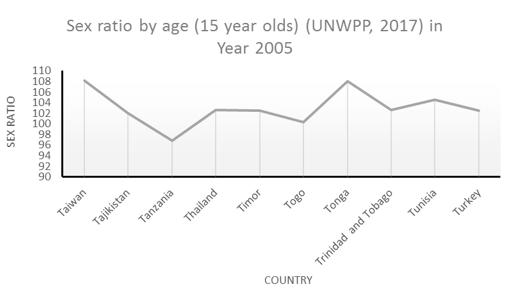 Sex ratio by age (15 year olds) (UNWPP, 2017) in
Year 2005
110
108
106
104
102
100
98
96
94
92
90
SEX RATIO
Taiwan
Tajikistan
Tanzania
Thailand
Timor
Togo
Tonga
Trinidad and Tobago
Tunisia
Turkey
COUNTRY